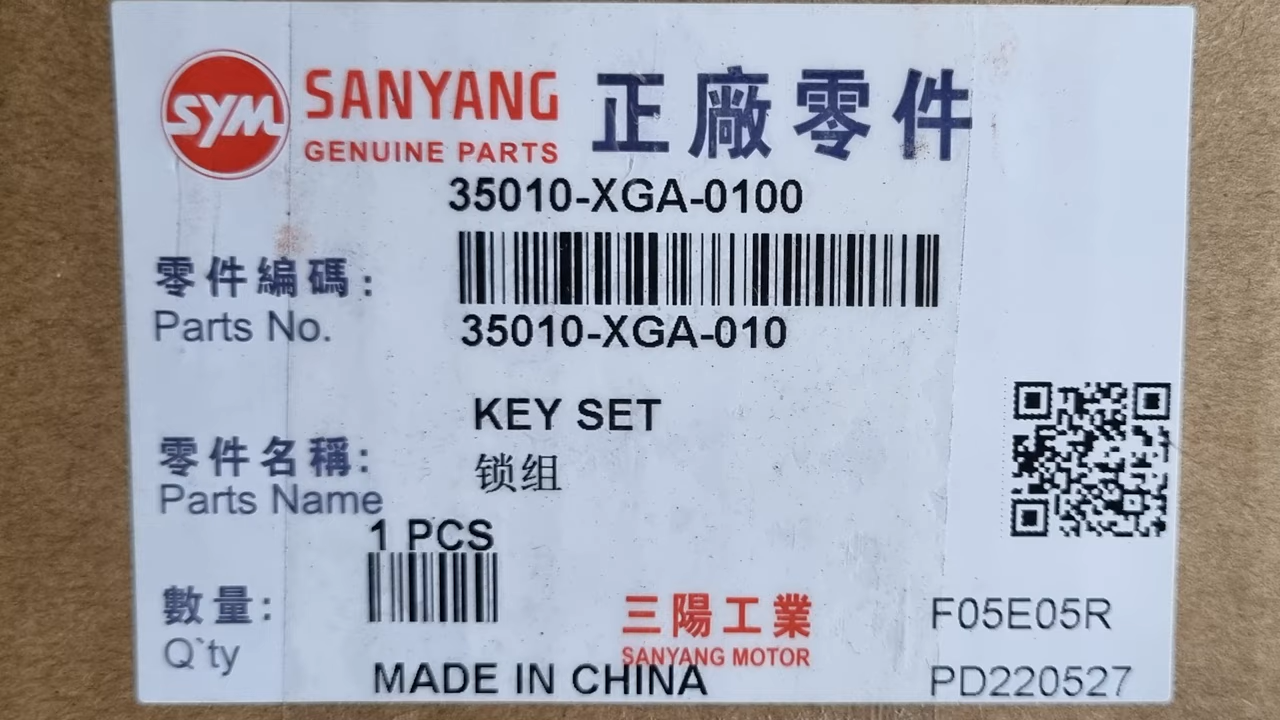 SYM SANYANG 正廠零件
GENUINE PARTS
35010-XGA-0100
零件編碼:
Parts No.
35010-XGA-010
KEY SET
零件名稱:
锁组
Parts Name
1 PCS
數量:
Q`ty
三陽工業
SANYANG MOTOR
F05E05R
MADE IN CHINA
PD220527